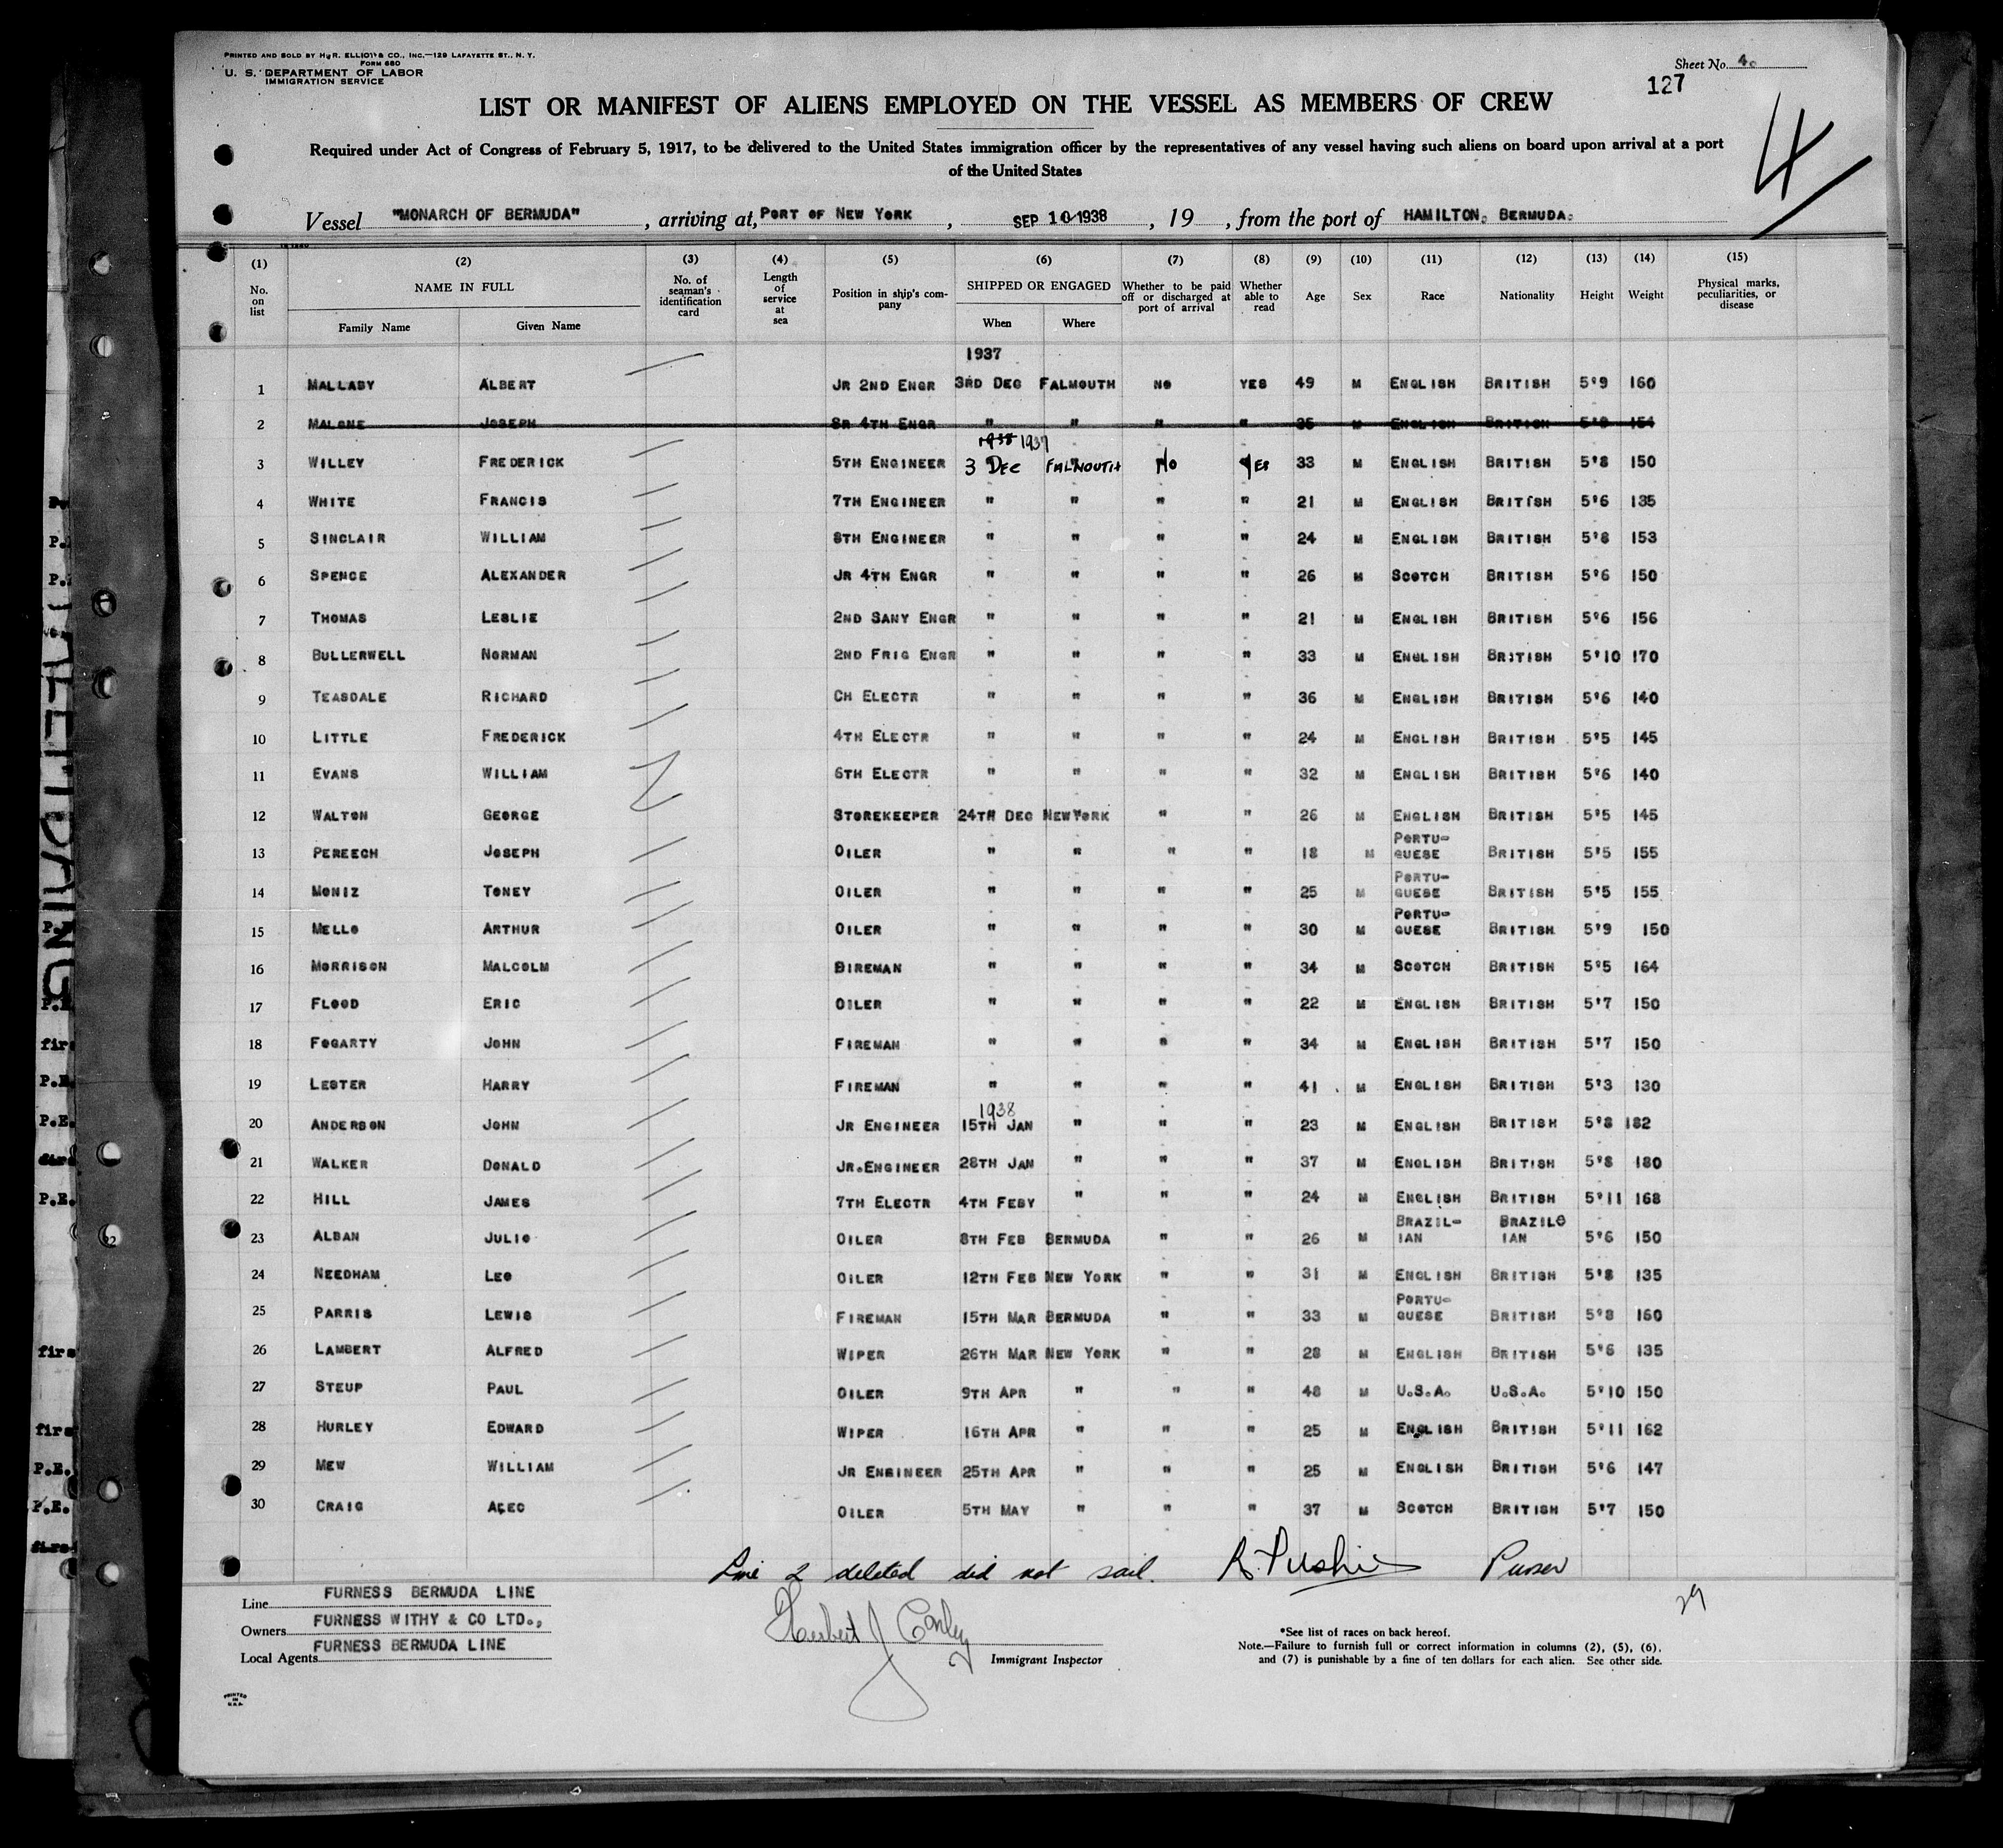 PRINTED AND SOLD BY H&R. ELLIOTT & CO., INC.—129 LAFAYETTE ST., N. Y.
FORM 680
U. S. DEPARTMENT OF LABOR
IMMIGRATION SERVICE
Sheet No. 4.
127
4
LIST OR MANIFEST OF ALIENS EMPLOYED ON THE VESSEL AS MEMBERS OF CREW
Required under Act of Congress of February 5, 1917, to be delivered to the United States immigration officer by the representatives of any vessel having such aliens on board upon arrival at a port
of the United States
Vessel "MONARCH OF BERMUDA", arriving at, PORT OF NEW YORK, SEP 10 1938, 19 , from the port of HAMILTON. BERMUDA.
(1) (2) (3) (4) (5) (6) (7) (8) (9) (10) (11) (12) (13) (14) (15)
No. on list NAME IN FULL Family Name Given Name No. of seaman's identification card Length of service at sea Position in ship's company SHIPPED OR ENGAGED When Where Whether to be paid off or discharged at port of arrival Whether able to read Age Sex Race Nationality Height Weight Physical marks, peculiarities, or disease
1937
1 MALLABY ALBERT JR 2ND ENGR 3RD DEC FALMOUTH NO YES 49 M ENGLISH BRITISH 5'9 160
2 MALONE JOSEPH SR 4TH ENGR " " " " 35 M ENGLISH BRITISH 154
1938 1937
3 WILLEY FREDERICK 5TH ENGINEER 3 DEC FALMOUTH NO YES 33 M ENGLISH BRITISH 5'8 150
4 WHITE FRANCIS 7TH ENGINEER " " " " 21 M ENGLISH BRITISH 5'6 135
5 SINCLAIR WILLIAM 8TH ENGINEER " " " " 24 M ENGLISH BRITISH 5'8 153
6 SPENCE ALEXANDER JR 4TH ENGR " " " " 26 M SCOTCH BRITISH 5'6 150
7 THOMAS LESLIE 2ND SANY ENGR " " " " 21 M ENGLISH BRITISH 5'6 156
8 BULLERWELL NORMAN 2ND FRIG ENGR " " " " 33 M ENGLISH BRITISH 5'10 170
9 TEASDALE RICHARD CH ELECTR " " " " 36 M ENGLISH BRITISH 5'6 140
10 LITTLE FREDERICK 4TH ELECTR " " " " 24 M ENGLISH BRITISH 5'5 145
11 EVANS WILLIAM 6TH ELECTR " " " " 32 M ENGLISH BRITISH 5'6 140
12 WALTON GEORGE STOREKEEPER 24TH DEC NEW YORK " " 26 M ENGLISH BRITISH 5'5 145
13 PEREECH JOSEPH OILER " " " " 18 M PORTU-GUESE BRITISH 5'5 155
14 MONIZ TONEY OILER " " " " 25 M PORTU-GUESE BRITISH 5'5 155
15 MELLO ARTHUR OILER " " " " 30 M PORTU-GUESE BRITISH 5'9 150
16 MORRISON MALCOLM BIREMAN " " " " 34 M SCOTCH BRITISH 5'5 164
17 FLOOD ERIC OILER " " " " 22 M ENGLISH BRITISH 5'7 150
18 FOGARTY JOHN FIREMAN " " " " 34 M ENGLISH BRITISH 5'7 150
19 LESTER HARRY FIREMAN " " " " 41 M ENGLISH BRITISH 5'3 130
1938
20 ANDERSON JOHN JR ENGINEER 15TH JAN " " " 23 M ENGLISH BRITISH 5'8 182
21 WALKER DONALD JR.ENGINEER 28TH JAN " " " 37 M ENGLISH BRITISH 5'8 180
22 HILL JAMES 7TH ELECTR 4TH FEBY " " " 24 M ENGLISH BRITISH 5'11 168
23 ALBAN JULIO OILER 8TH FEB BERMUDA " " 26 M BRAZIL-IAN BRAZIL-IAN 5'6 150
24 NEEDHAM LEO OILER 12TH FEB NEW YORK " " 31 M ENGLISH BRITISH 5'8 135
25 PARRIS LEWIS FIREMAN 15TH MAR BERMUDA " " 33 M PORTU-GUESE BRITISH 5'8 160
26 LAMBERT ALFRED WIPER 26TH MAR NEW YORK " " 28 M ENGLISH BRITISH 5'6 135
27 STEUP PAUL OILER 9TH APR " " " 48 M U.S.A. U.S.A. 5'10 150
28 HURLEY EDWARD WIPER 16TH APR " " " 25 M ENGLISH BRITISH 5'11 162
29 MEW WILLIAM JR ENGINEER 25TH APR " " " 25 M ENGLISH BRITISH 5'6 147
30 CRAIG ALEC OILER 5TH MAY " " " 37 M SCOTCH BRITISH 5'7 150
Line 2 deleted did not sail. Purser
29
Line FURNESS BERMUDA LINE
Owners FURNESS WITHY & CO LTD.,
Local Agents FURNESS BERMUDA LINE
Herbert J Conley
Immigrant Inspector
*See list of races on back hereof.
Note.—Failure to furnish full or correct information in columns (2), (5), (6).
and (7) is punishable by a fine of ten dollars for each alien. See other side.
PRINTED
IN
U.S.A.